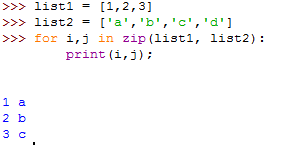 >>> list1 = [1,2,3]
>>> list2 = ['a','b','c','d']
>>> for i,j in zip(list1, list2):
        print(i,j);
1 a
2 b
3 c